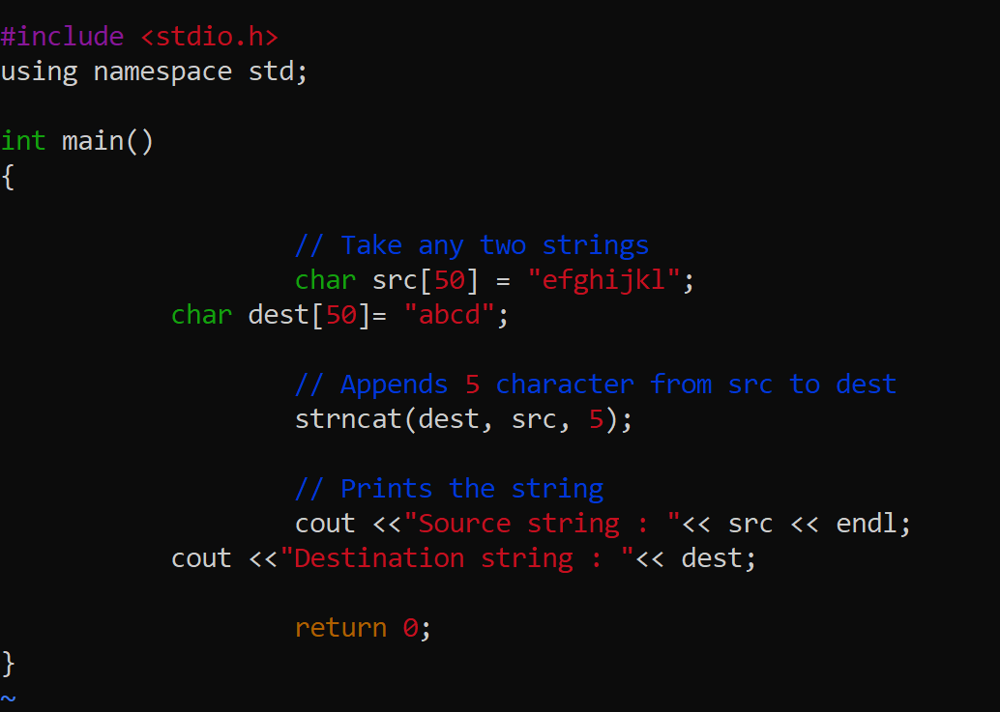 #include <stdio.h>
using namespace std;
int main()
{
// Take any two strings
char src[50] = "efghijkl";
char dest[50]= "abcd";
// Appends 5 character from src to dest
strncat(dest, src, 5);
// Prints the string
cout <<"Source string : "<< src << endl;
cout <<"Destination string : "<< dest;
return 0;
}
~